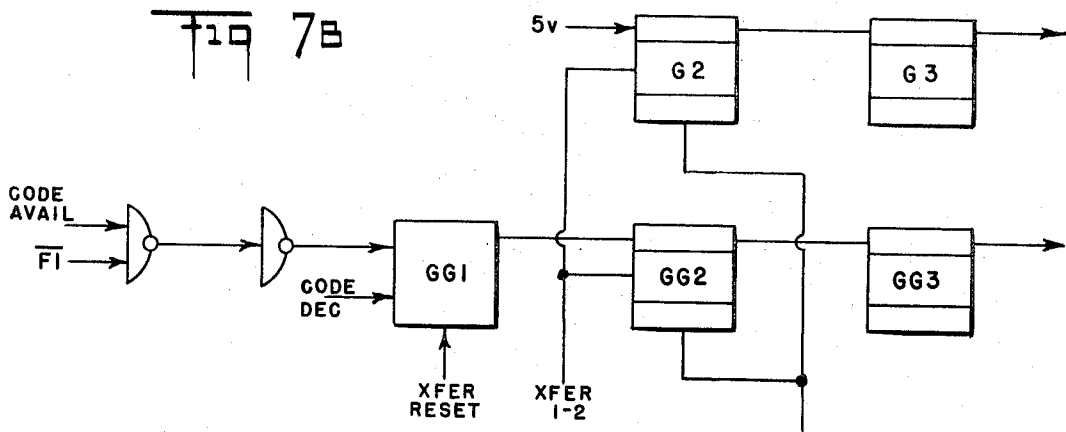 Fig 7B
5v
G2
G3
CODE
AVAIL
F1
GG1
CODE
DEC
GG2
GG3
XFER
RESET
XFER
1-2